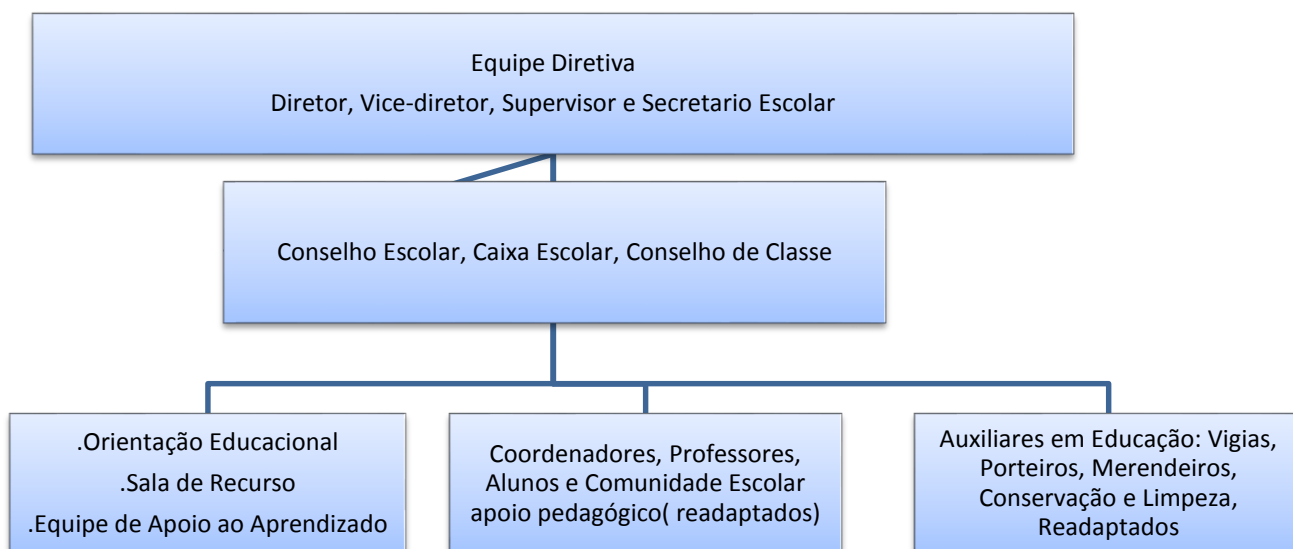 Equipe Diretiva
Diretor, Vice-diretor, Supervisor e Secretario Escolar
Conselho Escolar, Caixa Escolar, Conselho de Classe
.Orientação Educacional
.Sala de Recurso
.Equipe de Apoio ao Aprendizado
Coordenadores, Professores,
Alunos e Comunidade Escolar
apoio pedagógico( readaptados)
Auxiliares em Educação: Vigias,
Porteiros, Merendeiros,
Conservação e Limpeza,
Readaptados